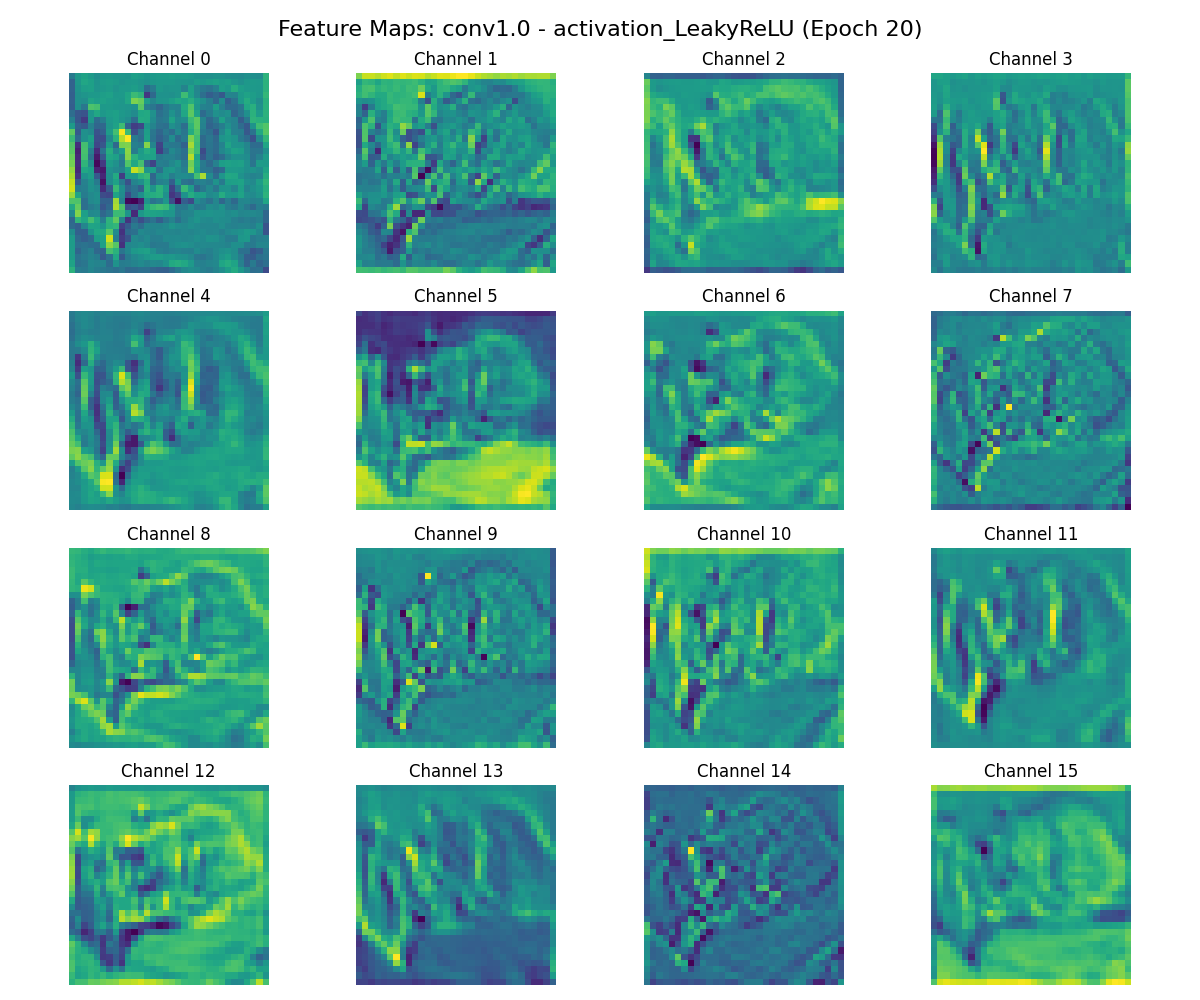 Feature Maps: conv1.0 - activation_LeakyReLU (Epoch 20)
Channel 0 Channel 1 Channel 2 Channel 3
Channel 4 Channel 5 Channel 6 Channel 7
Channel 8 Channel 9 Channel 10 Channel 11
Channel 12 Channel 13 Channel 14 Channel 15